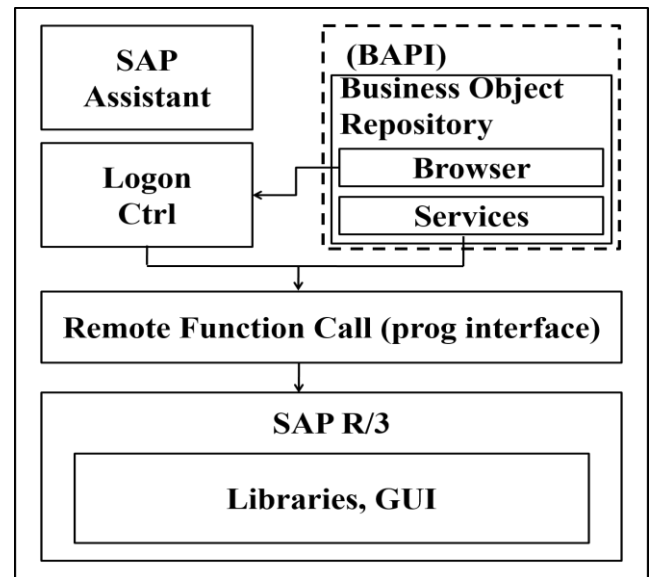 SAP
Assistant
(BAPI)
Business Object
Repository
Browser
Services
Logon
Ctrl
Remote Function Call (prog interface)
SAP R/3
Libraries, GUI